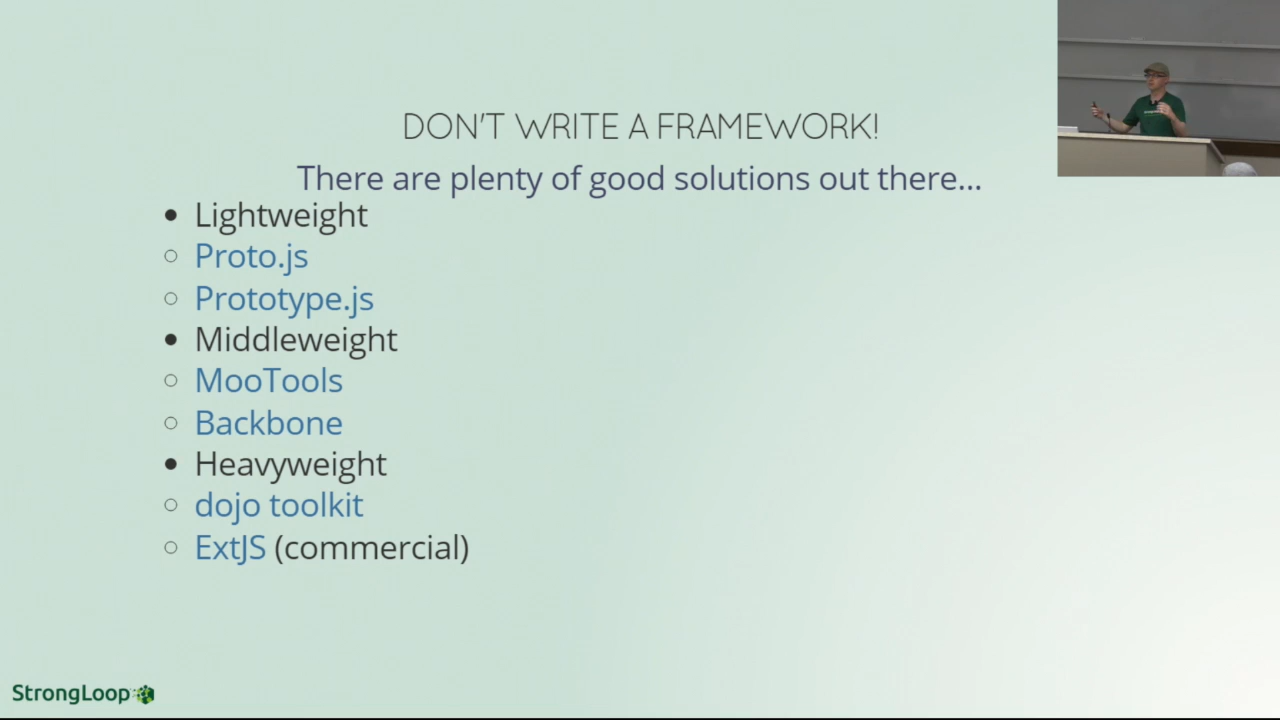 DON'T WRITE A FRAMEWORK!
There are plenty of good solutions out there...
• Lightweight
○ Proto.js
○ Prototype.js
• Middleweight
○ MooTools
○ Backbone
• Heavyweight
○ dojo toolkit
○ ExtJS (commercial)
StrongLoop